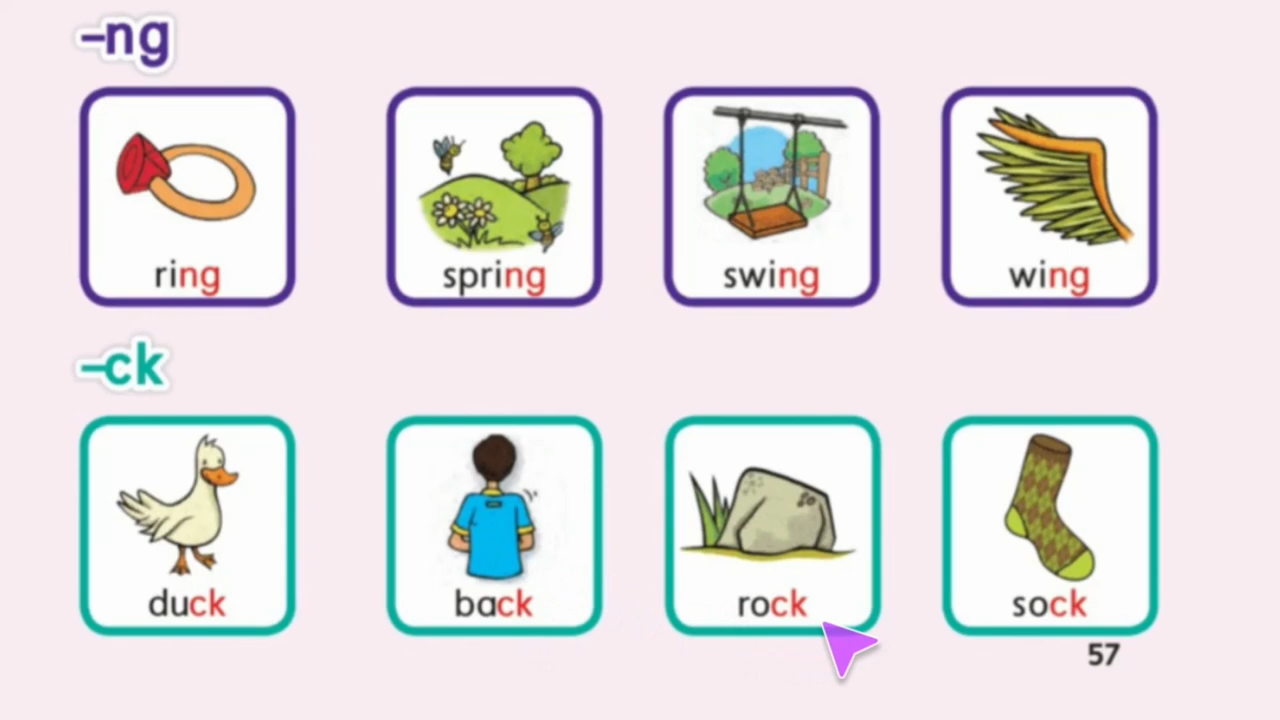 -ng
ring
spring
swing
wing
-ck
duck
back
rock
sock
57